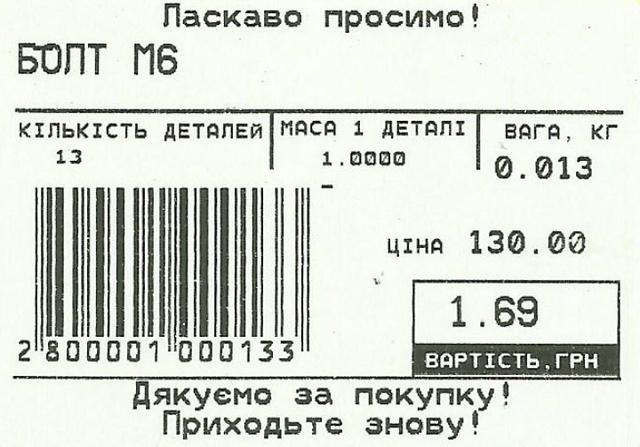 Ласкаво просимо!
БОЛТ М6
КІЛЬКІСТЬ ДЕТАЛЕЙ МАСА 1 ДЕТАЛІ ВАГА, КГ
13 1.0000 0.013
ЦІНА 130.00
1.69
ВАРТІСТЬ,ГРН
2 800001 000133
Дякуємо за покупку!
Приходьте знову!